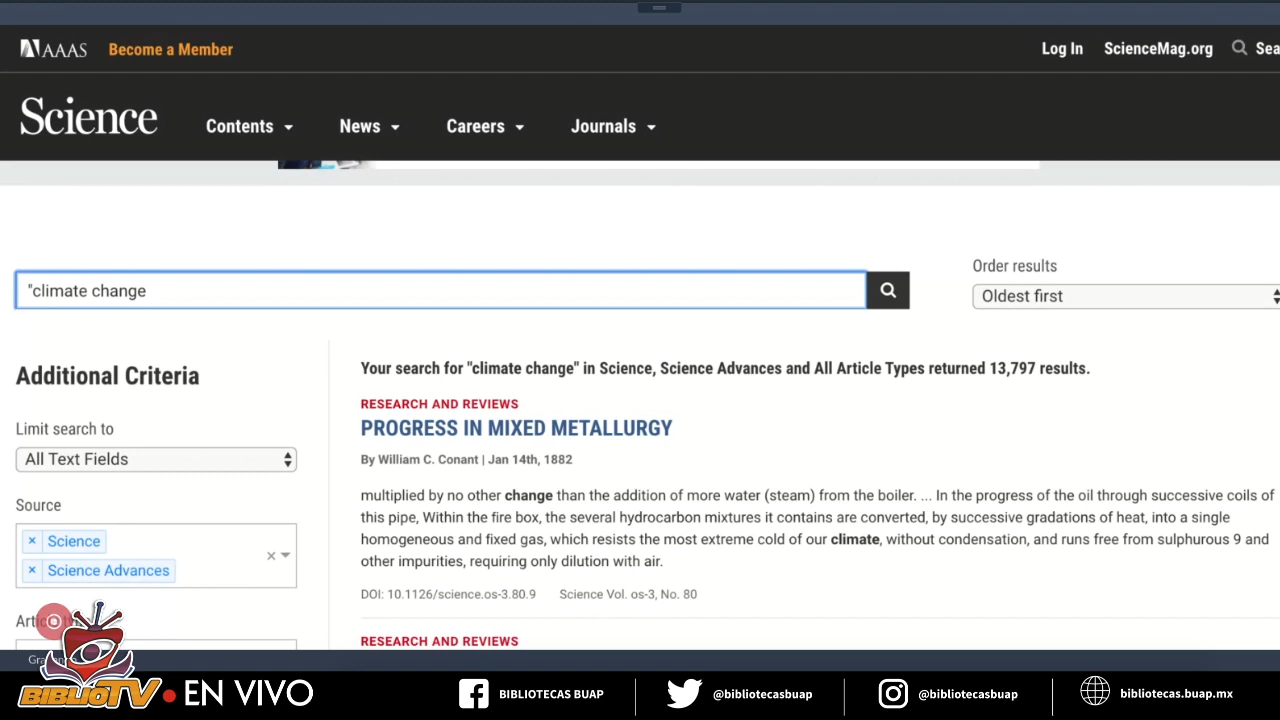 AAAS Become a Member Log In ScienceMag.org Sea
Science Contents News Careers Journals
"climate change
Order results
Oldest first
Additional Criteria
Limit search to
All Text Fields
Source
× Science
× Science Advances
Your search for "climate change" in Science, Science Advances and All Article Types returned 13,797 results.
RESEARCH AND REVIEWS
PROGRESS IN MIXED METALLURGY
By William C. Conant | Jan 14th, 1882
multiplied by no other change than the addition of more water (steam) from the boiler. ... In the progress of the oil through successive coils of
this pipe, Within the fire box, the several hydrocarbon mixtures it contains are converted, by successive gradations of heat, into a single
homogeneous and fixed gas, which resists the most extreme cold of our climate, without condensation, and runs free from sulphurous 9 and
other impurities, requiring only dilution with air.
DOI: 10.1126/science.os-3.80.9 Science Vol. os-3, No. 80
RESEARCH AND REVIEWS
BIBLIOTV EN VIVO
BIBLIOTECAS BUAP
@bibliotecasbuap
@bibliotecasbuap
bibliotecas.buap.mx